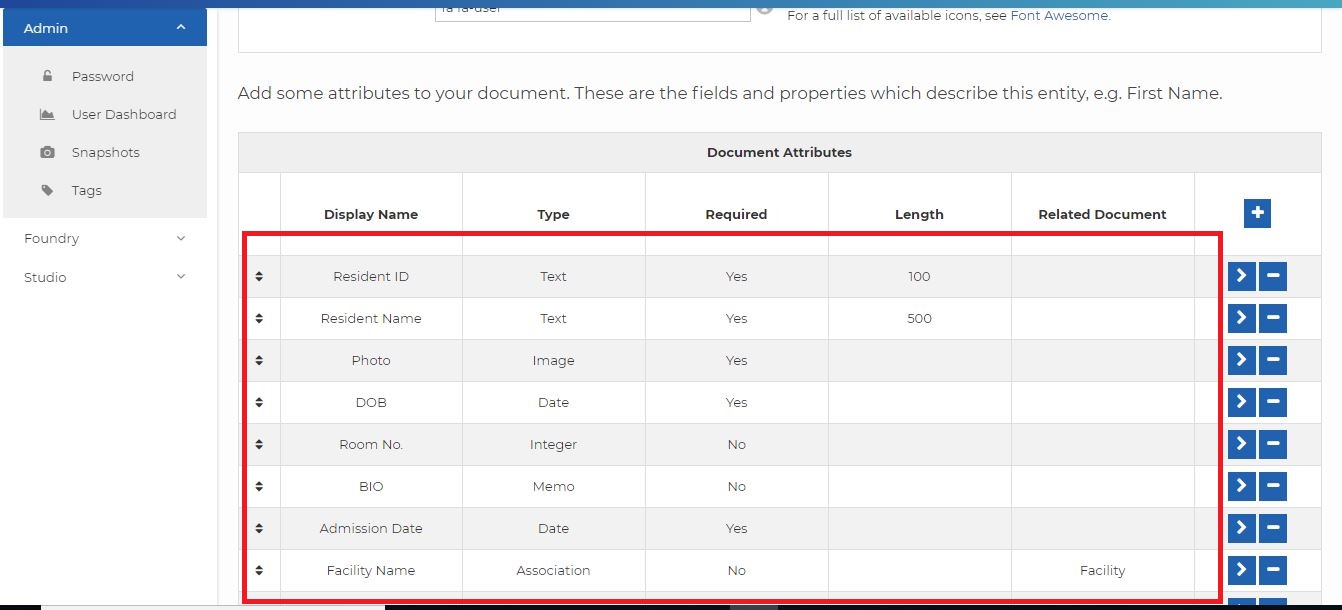 Admin
Password
User Dashboard
Snapshots
Tags
Foundry
Studio
For a full list of available icons, see Font Awesome.
Add some attributes to your document. These are the fields and properties which describe this entity, e.g. First Name.
Document Attributes
Display Name Type Required Length Related Document
Resident ID Text Yes 100
Resident Name Text Yes 500
Photo Image Yes
DOB Date Yes
Room No. Integer No
BIO Memo No
Admission Date Date Yes
Facility Name Association No Facility